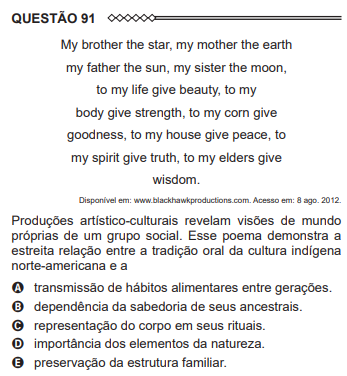 QUESTÃO 91
My brother the star, my mother the earth
my father the sun, my sister the moon,
to my life give beauty, to my
body give strength, to my corn give
goodness, to my house give peace, to
my spirit give truth, to my elders give
wisdom.
Disponível em: www.blackhawkproductions.com. Acesso em: 8 ago. 2012.
Produções artístico-culturais revelam visões de mundo
próprias de um grupo social. Esse poema demonstra a
estreita relação entre a tradição oral da cultura indígena
norte-americana e a
A transmissão de hábitos alimentares entre gerações.
B dependência da sabedoria de seus ancestrais.
C representação do corpo em seus rituais.
D importância dos elementos da natureza.
E preservação da estrutura familiar.